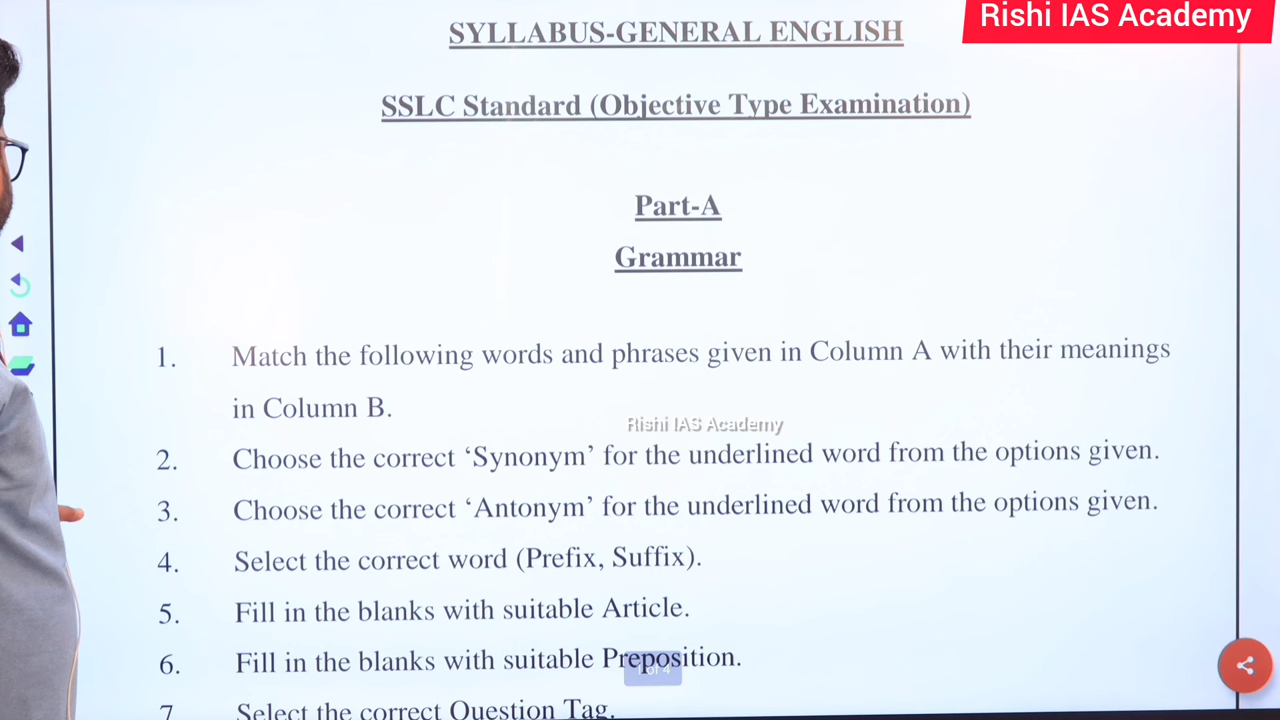 Rishi IAS Academy
SYLLABUS-GENERAL ENGLISH
SSLC Standard (Objective Type Examination)
Part-A
Grammar
1. Match the following words and phrases given in Column A with their meanings
in Column B.
Rishi IAS Academy
2. Choose the correct ‘Synonym’ for the underlined word from the options given.
3. Choose the correct ‘Antonym’ for the underlined word from the options given.
4. Select the correct word (Prefix, Suffix).
5. Fill in the blanks with suitable Article.
6. Fill in the blanks with suitable Preposition.
1 of 4
7. Select the correct Question Tag.